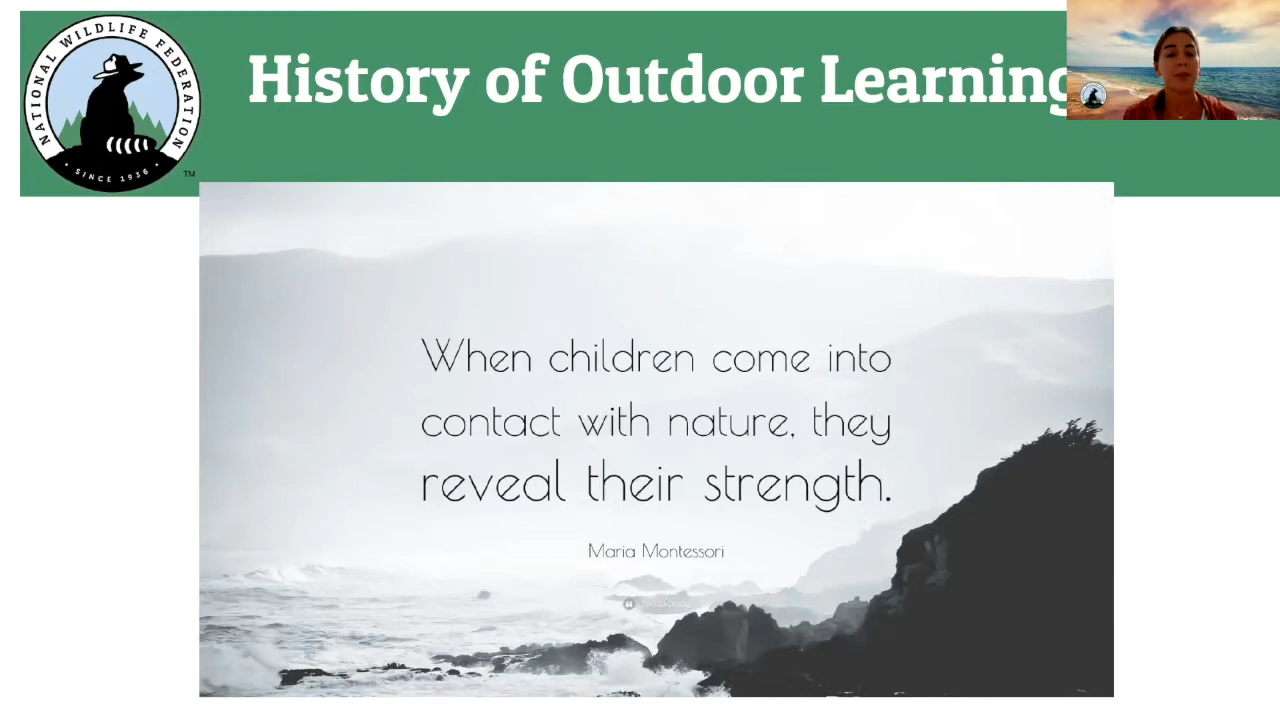 NATIONAL WILDLIFE FEDERATION
• SINCE 1936 •
TM
History of Outdoor Learning
When children come into
contact with nature, they
reveal their strength.
Maria Montessori